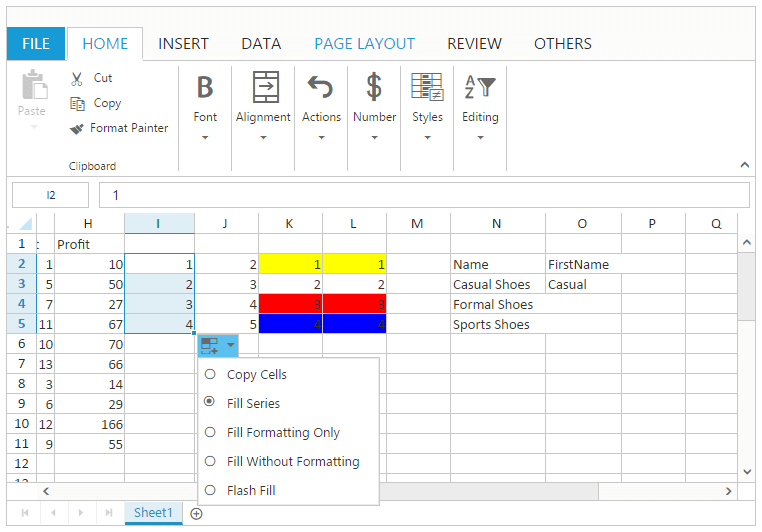 FILE HOME INSERT DATA PAGE LAYOUT REVIEW OTHERS
Paste
Cut
Copy
Format Painter
Clipboard
B
Font
Alignment
Actions
$
Number
Styles
A
Z
Editing
I2 1
H I J K L M N O P Q
1 t Profit
2 1 10 1 2 1 1 Name FirstName
3 5 50 2 3 2 2 Casual Shoes Casual
4 7 27 3 4 3 3 Formal Shoes
5 11 67 4 5 4 4 Sports Shoes
6 10 70
7 13 66
8 3 14
9 6 29
10 12 166
11 9 55
12
Copy Cells
Fill Series
Fill Formatting Only
Fill Without Formatting
Flash Fill
Sheet1